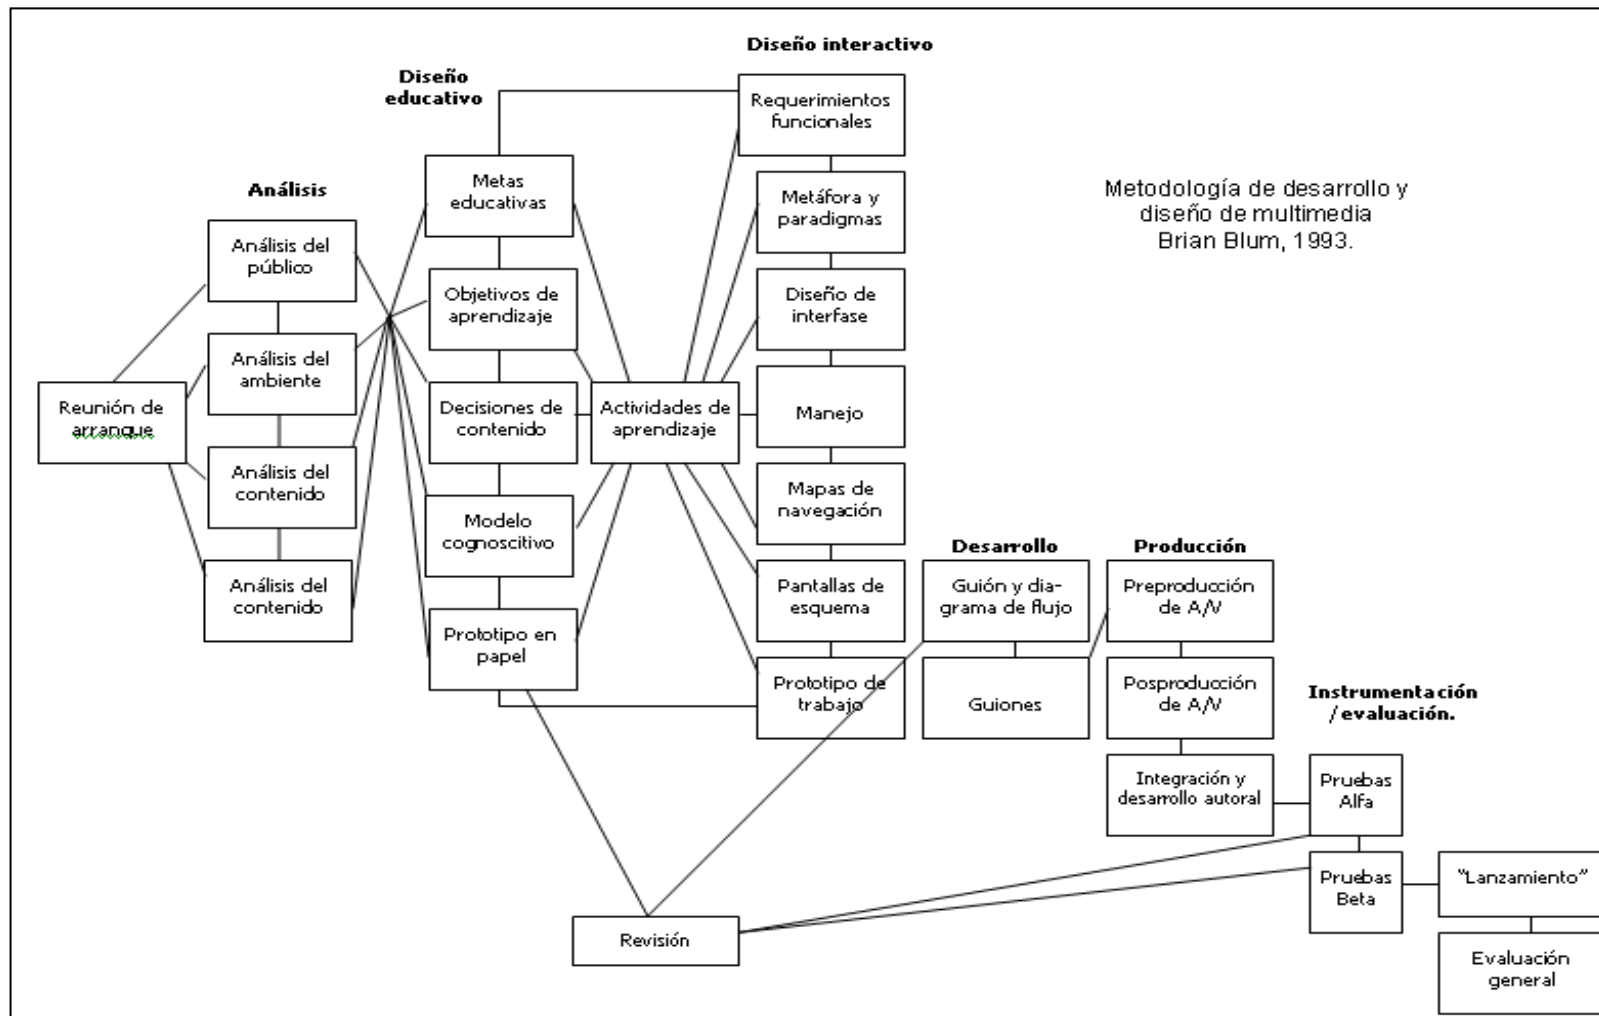 Diseño interactivo
Diseño
educativo
Requerimientos
funcionales
Metas
educativas
Análisis
Metáfora y
paradigmas
Metodología de desarrollo y
diseño de multimedia
Brian Blum, 1993.
Análisis del
público
Objetivos de
aprendizaje
Diseño de
interfase
Análisis del
ambiente
Reunión de
arranque
Decisiones de
contenido
Actividades de
aprendizaje
Manejo
Análisis del
contenido
Modelo
cognoscitivo
Mapas de
navegación
Análisis del
contenido
Prototipo en
papel
Pantallas de
esquema
Prototipo de
trabajo
Desarrollo
Guión y dia-
grama de flujo
Guiones
Producción
Preproducción
de A/V
Posproducción
de A/V
Integración y
desarrollo autoral
Instrumentación
/evaluación.
Pruebas
Alfa
Pruebas
Beta
"Lanzamiento"
Evaluación
general
Revisión